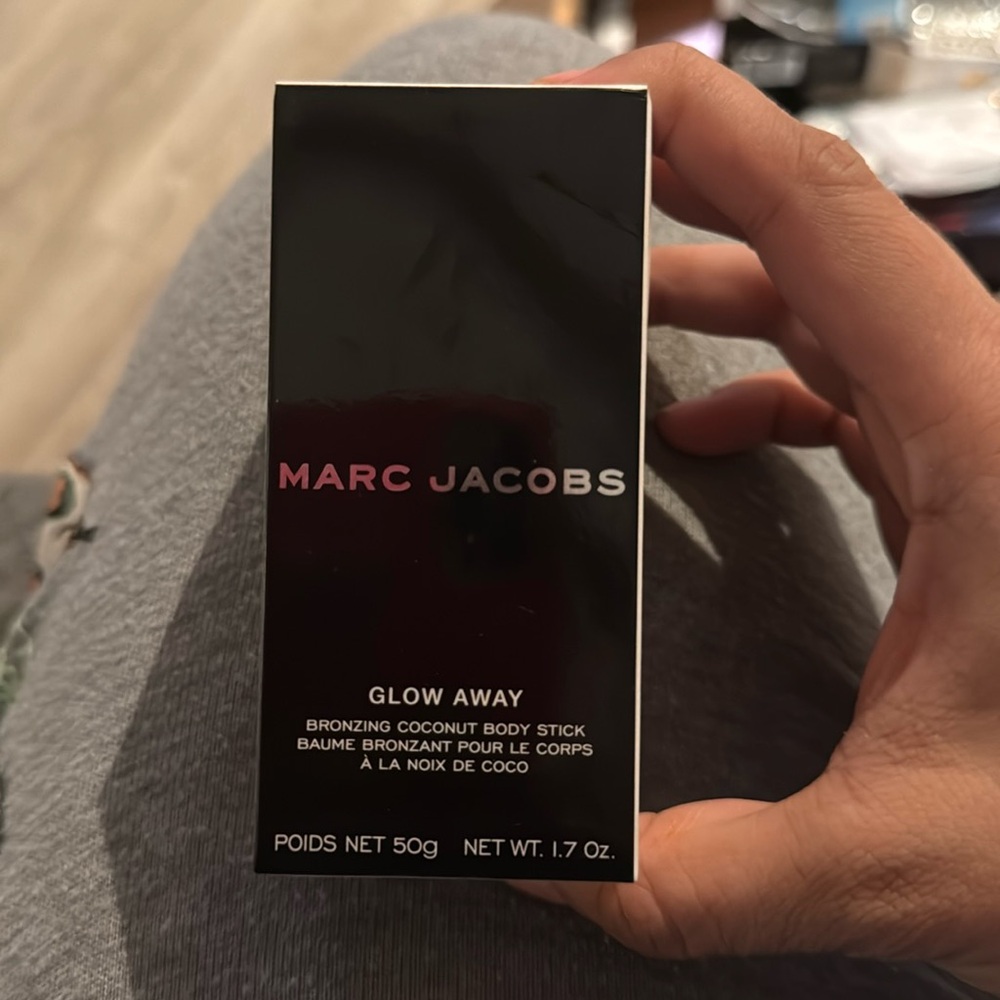 MARC JACOBS
GLOW AWAY
BRONZING COCONUT BODY STICK
BAUME BRONZANT POUR LE CORPS
À LA NOIX DE COCO
POIDS NET 50g NET WT. 1.7 Oz.